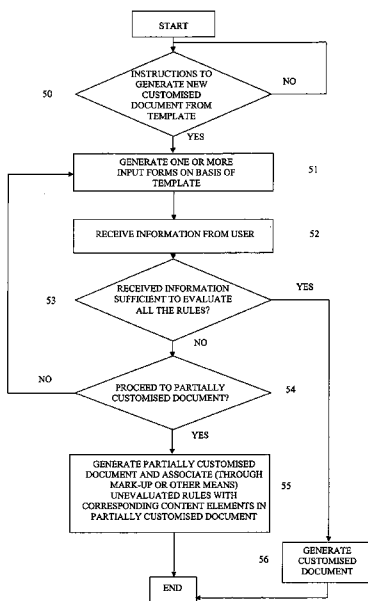 START
INSTRUCTIONS TO
GENERATE NEW
CUSTOMISED
DOCUMENT FROM
TEMPLATE
NO
50
YES
GENERATE ONE OR MORE
INPUT FORMS ON BASIS OF
TEMPLATE
51
RECEIVE INFORMATION FROM USER
52
RECEIVED INFORMATION
SUFFICIENT TO EVALUATE
ALL THE RULES?
YES
53
NO
PROCEED TO PARTIALLY
CUSTOMISED DOCUMENT?
NO
54
YES
GENERATE PARTIALLY CUSTOMISED
DOCUMENT AND ASSOCIATE (THROUGH
MARK-UP OR OTHER MEANS)
UNEVALUATED RULES WITH
CORRESPONDING CONTENT ELEMENTS IN
PARTIALLY CUSTOMISED DOCUMENT
55
56
GENERATE
CUSTOMISED
DOCUMENT
END